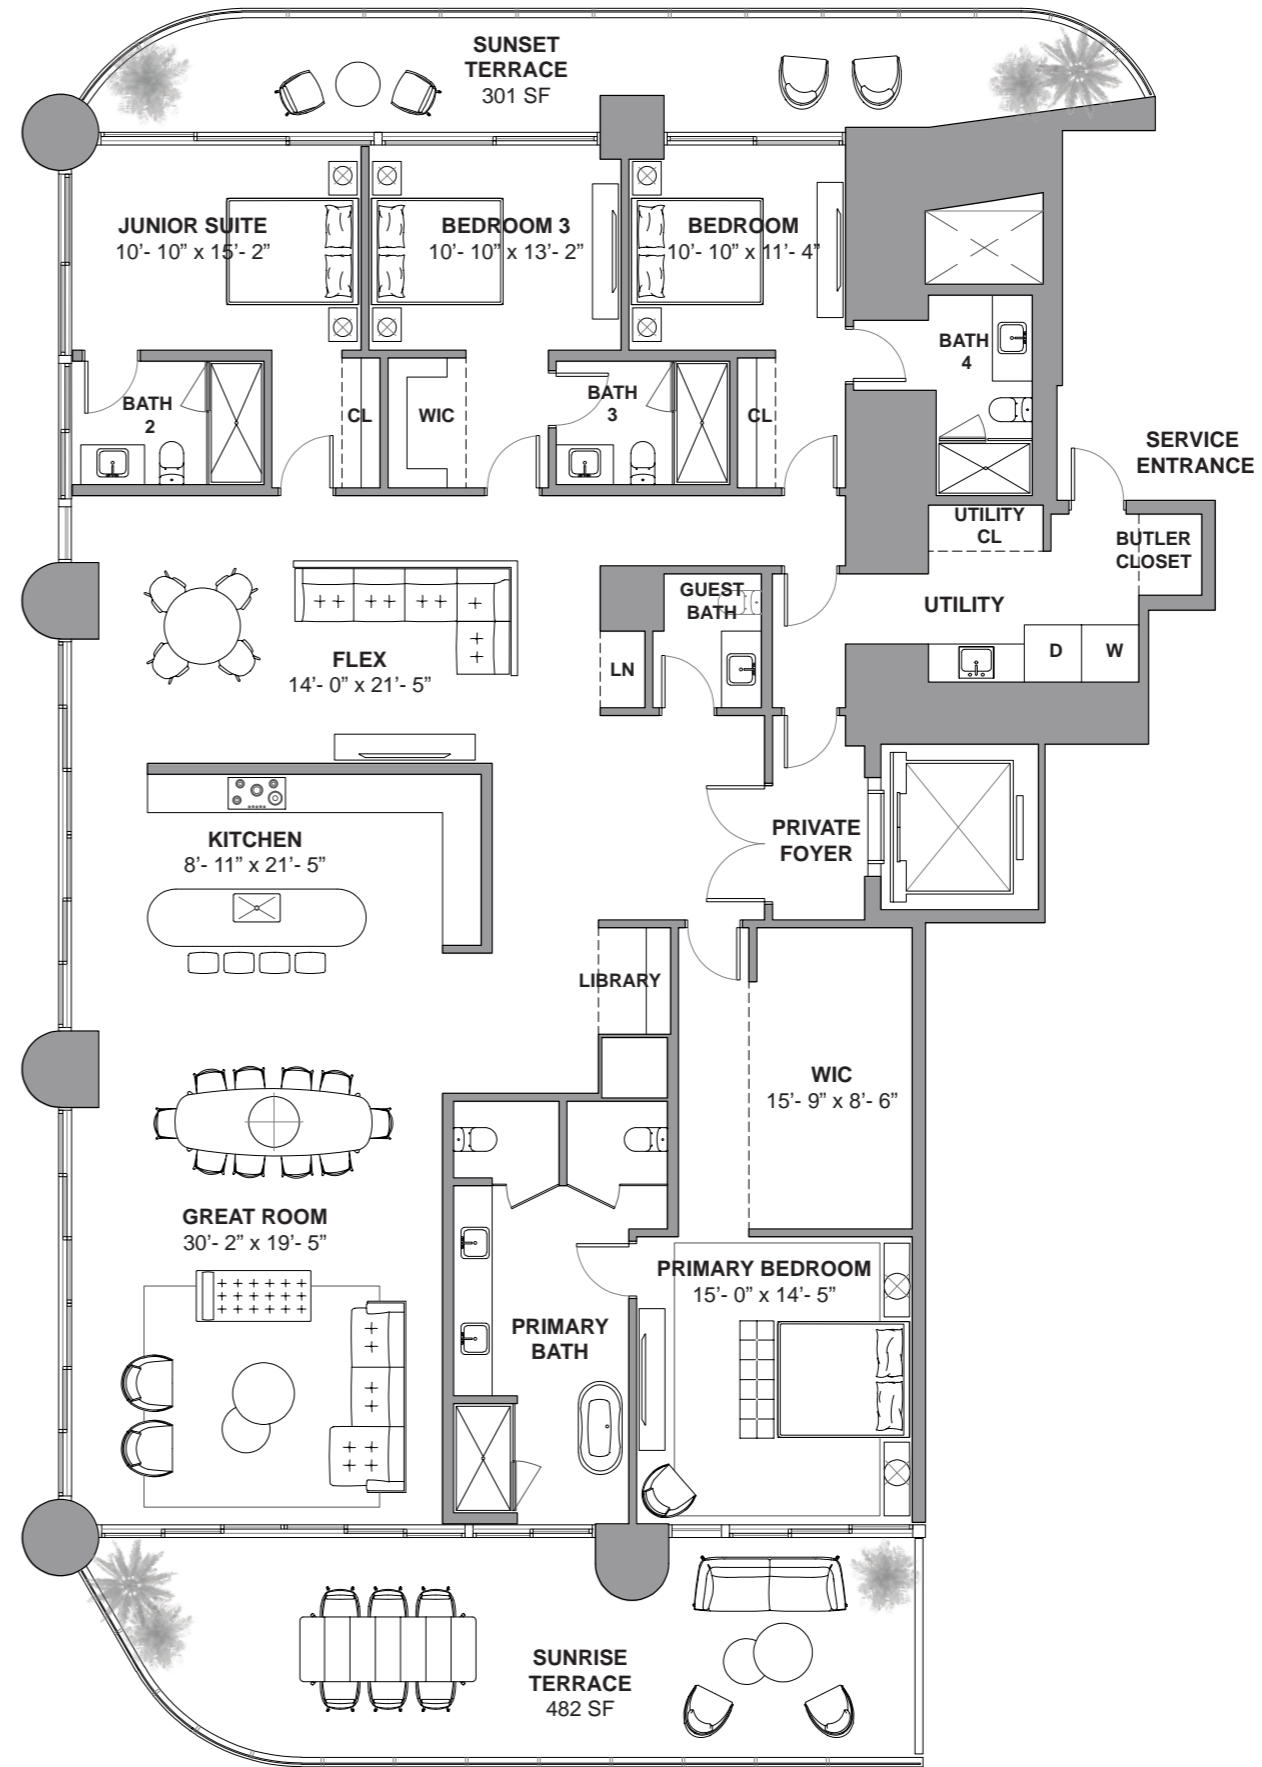 SUNSET
TERRACE
301 SF
JUNIOR SUITE
10’- 10” x 15’- 2”
BEDROOM 3
10’- 10” x 13’- 2”
BEDROOM
10’- 10” x 11’- 4”
BATH
4
BATH
2
CL
WIC
BATH
3
CL
SERVICE
ENTRANCE
UTILITY
CL
BUTLER
CLOSET
GUEST
BATH
UTILITY
D
W
LN
FLEX
14’- 0” x 21’- 5”
KITCHEN
8’- 11” x 21’- 5”
PRIVATE
FOYER
LIBRARY
WIC
15’- 9” x 8’- 6”
GREAT ROOM
30’- 2” x 19’- 5”
PRIMARY BEDROOM
15’- 0” x 14’- 5”
PRIMARY
BATH
SUNRISE
TERRACE
482 SF